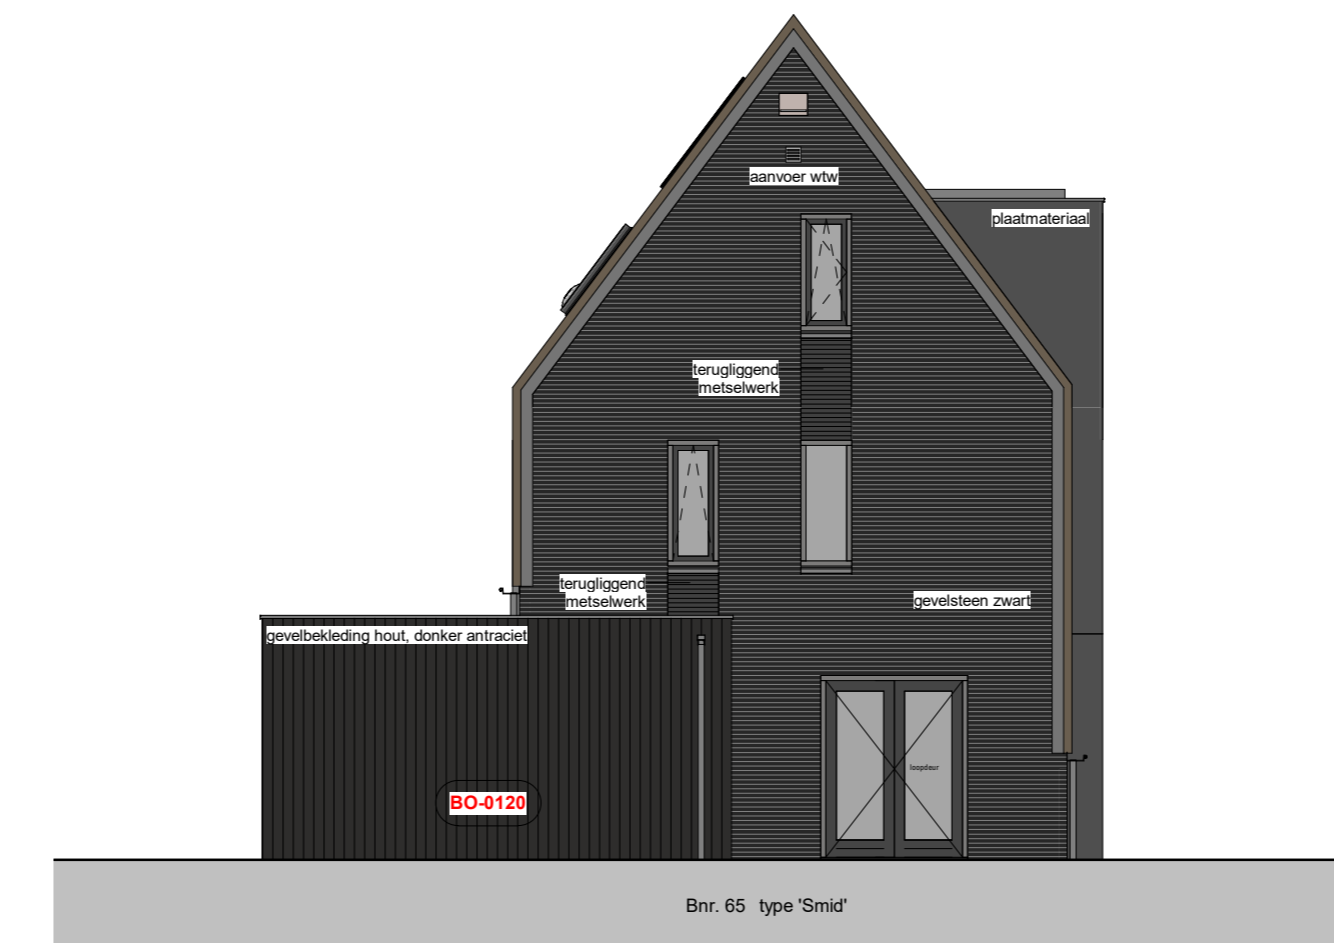 aanvoer wtw
plaatmateriaal
terugliggend
metselwerk
terugliggend
metselwerk
gevelsteen zwart
gevelbekleding hout, donker antraciet
loopdeur
BO-0120
Bnr. 65 type 'Smid'